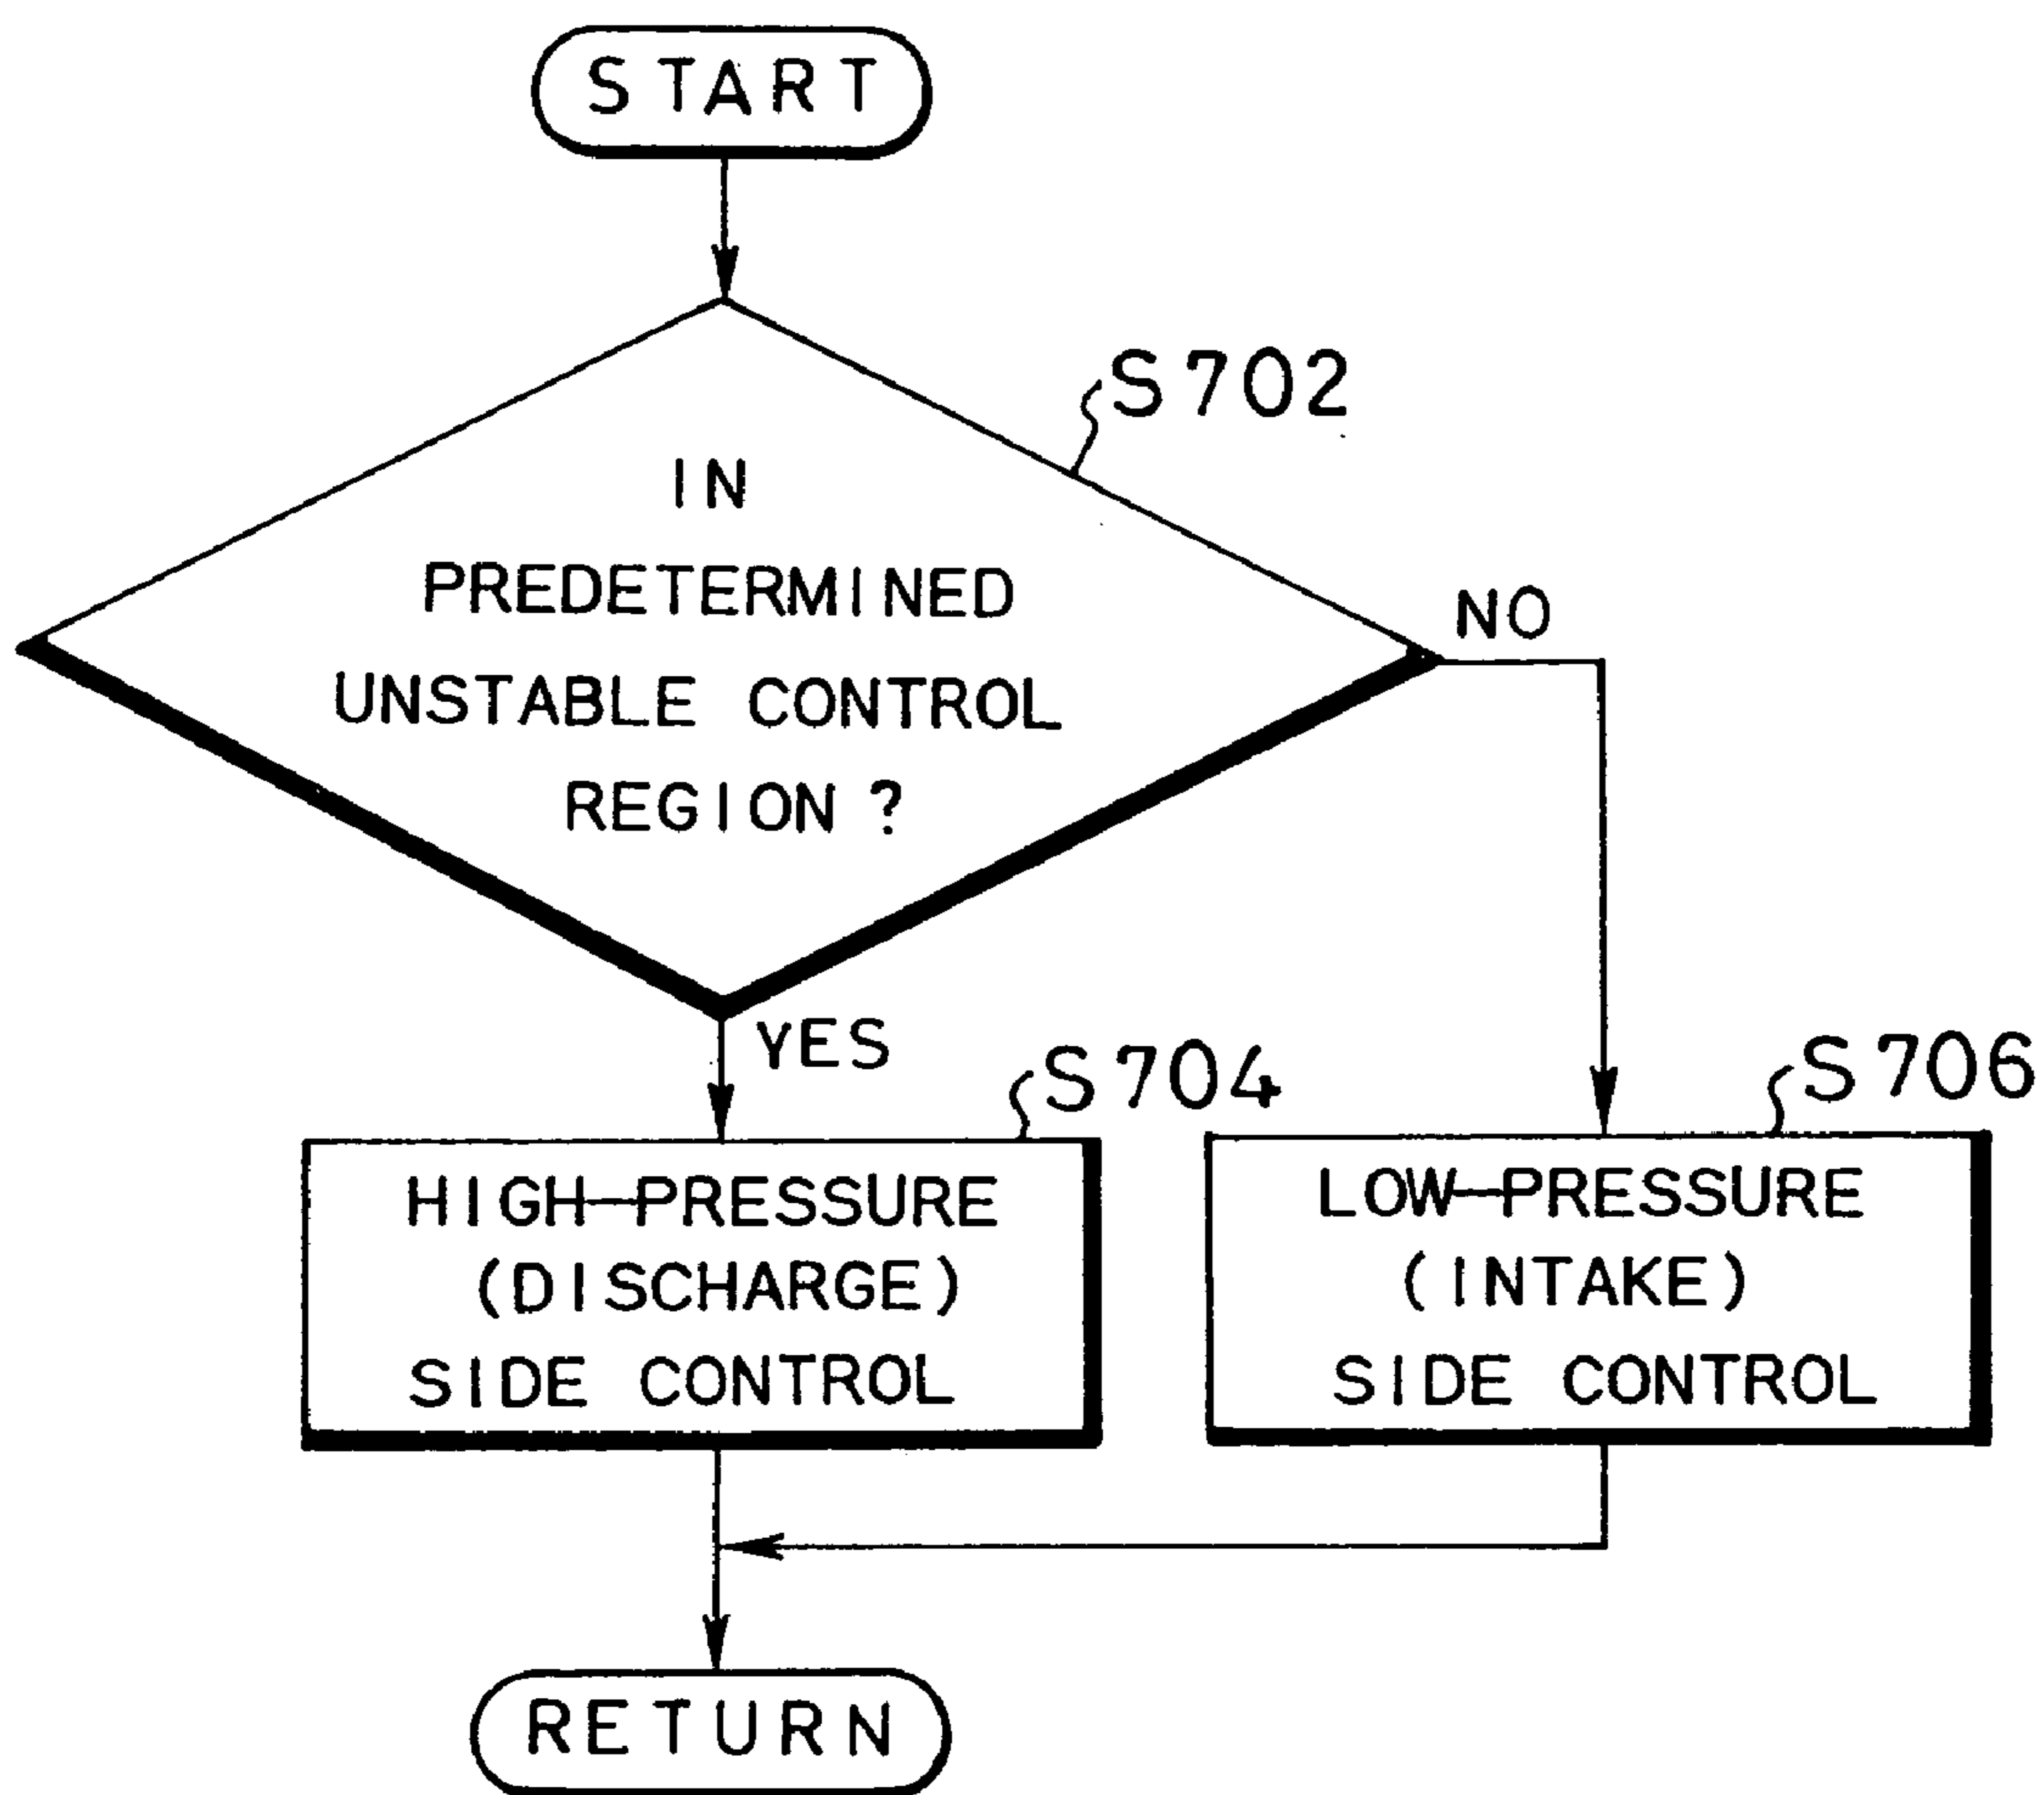 START
S702
IN
PREDETERMINED
UNSTABLE CONTROL
REGION ?
NO
YES
S704
HIGH-PRESSURE
(DISCHARGE)
SIDE CONTROL
S706
LOW-PRESSURE
(INTAKE)
SIDE CONTROL
RETURN